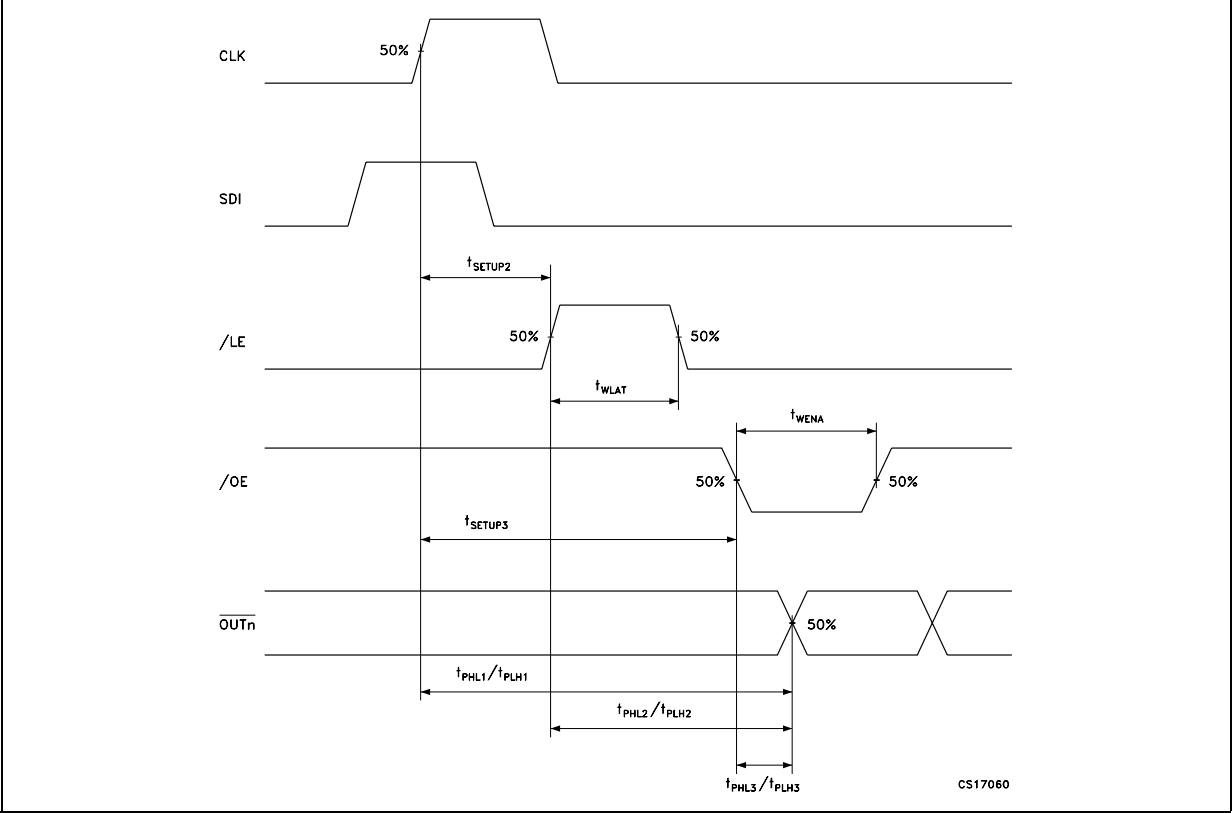 CLK
50%
SDI
tSETUP2
/LE
50%
50%
tWLAT
tWENA
/OE
50%
50%
tSETUP3
OUTn
50%
tPHL1/tPLH1
tPHL2/tPLH2
tPHL3/tPLH3
CS17060